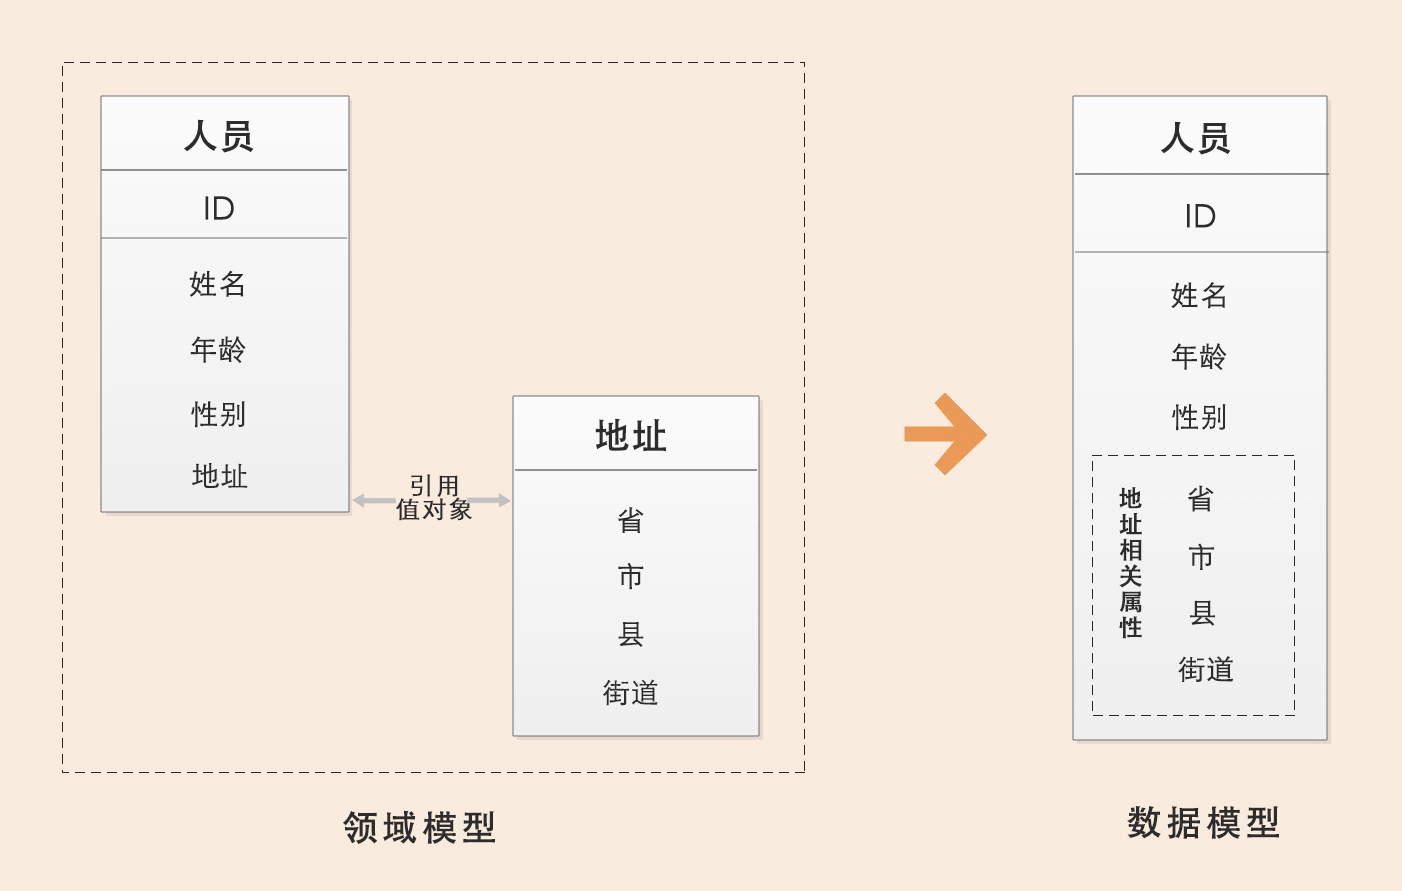 人员
ID
姓名
年龄
性别
地址
引用
值对象
地址
省
市
县
街道
领域模型
人员
ID
姓名
年龄
性别
地址相关属性
省
市
县
街道
数据模型